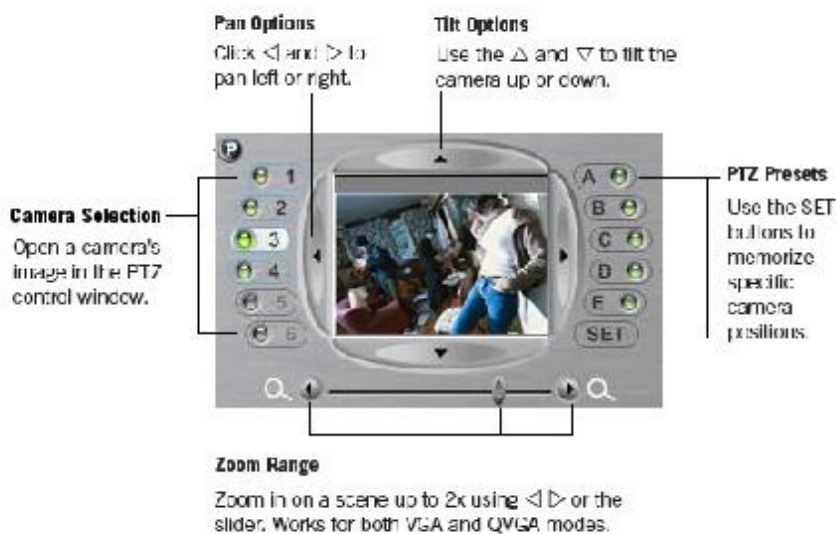 Pan Options
Click ◁ and ▷ to
pan left or right.
Tilt Options
Use the △ and ▽ to tilt the
camera up or down.
P
1
2
3
4
5
6
Camera Selection
Open a camera's
image in the PTZ
control window.
A
B
C
D
E
SET
PTZ Presets
Use the SET
buttons to
memorize
specific
camera
positions.
Zoom Range
Zoom in on a scene up to 2x using ◁ ▷ or the
slider. Works for both VGA and QVGA modes.